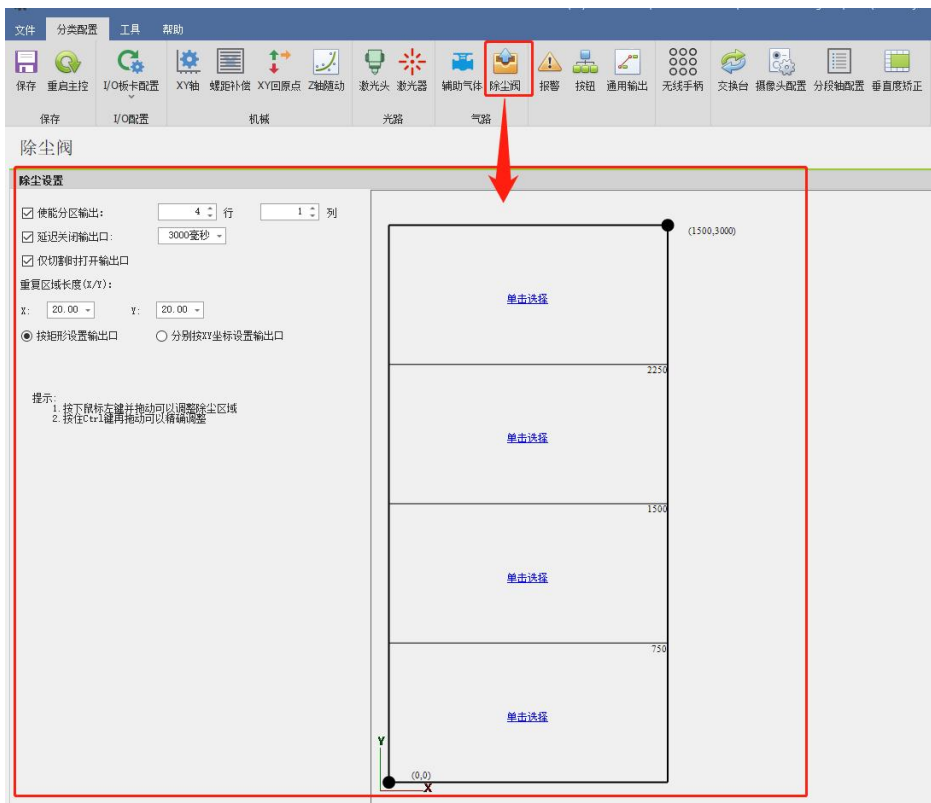 文件 分类配置 工具 帮助
保存 重启主控 I/O板卡配置 XY轴 螺距补偿 XY回原点 Z轴随动 激光头 激光器 辅助气体 除尘阀 报警 按钮 通用输出 无线手柄 交换台 摄像头配置 分段轴配置 垂直度矫正
保存 I/O配置 机械 光路 气路
除尘阀
除尘设置
使能分区输出: 4 行 1 列
延迟关闭输出口: 3000毫秒
仅切割时打开输出口
重复区域长度(X/Y):
X: 20.00 Y: 20.00
按矩形设置输出口 分别按XY坐标设置输出口
提示:
1.按下鼠标左键并拖动可以调整除尘区域
2.按住Ctrl键再拖动可以精确调整
(1500,3000)
单击选择
2250
单击选择
1500
单击选择
750
单击选择
Y
(0,0)
X